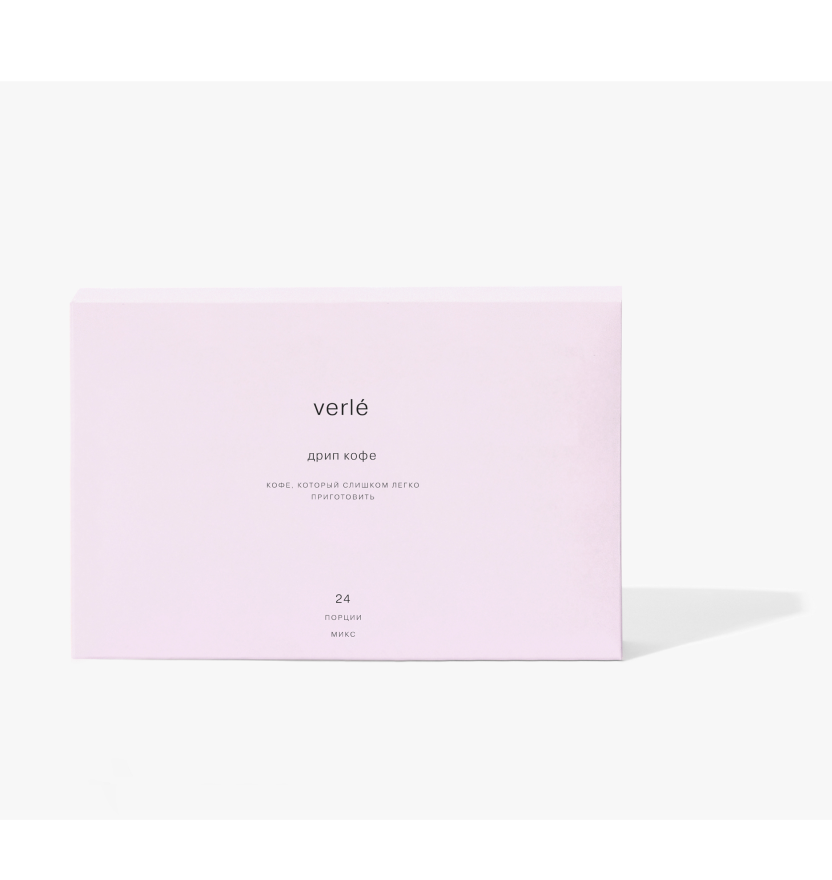 verlé
дрип кофе
КОФЕ, КОТОРЫЙ СЛИШКОМ ЛЕГКО
ПРИГОТОВИТЬ
24
ПОРЦИИ
МИКС